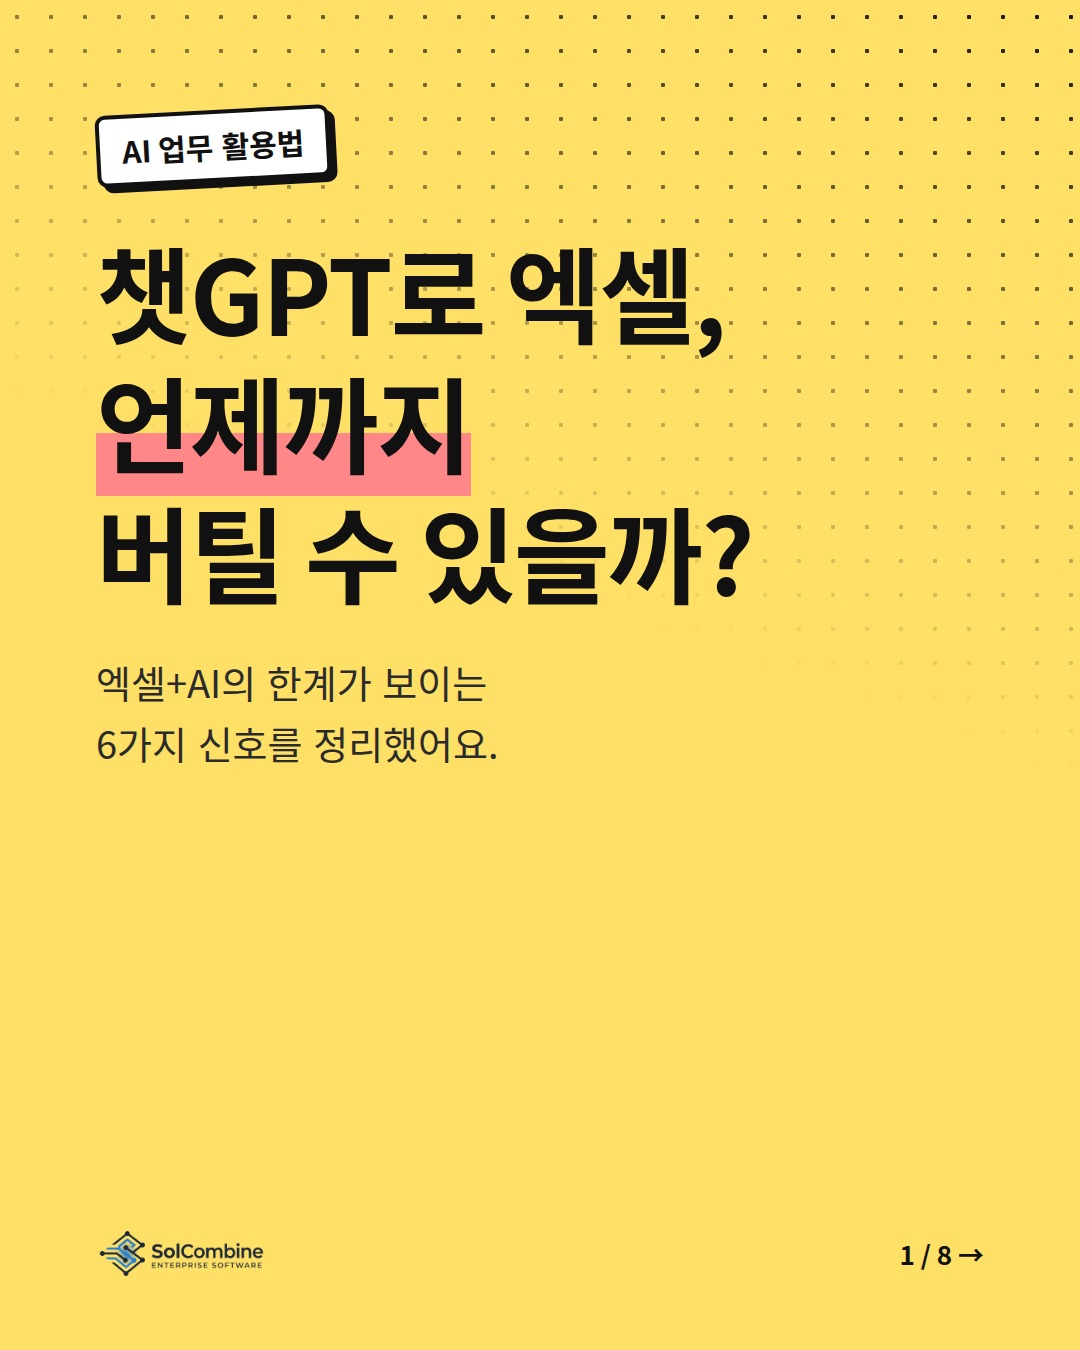 AI 업무 활용법
챗GPT로 엑셀,
언제까지
버틸 수 있을까?
엑셀+AI의 한계가 보이는
6가지 신호를 정리했어요.
SolCombine
ENTERPRISE SOFTWARE
1 / 8 →